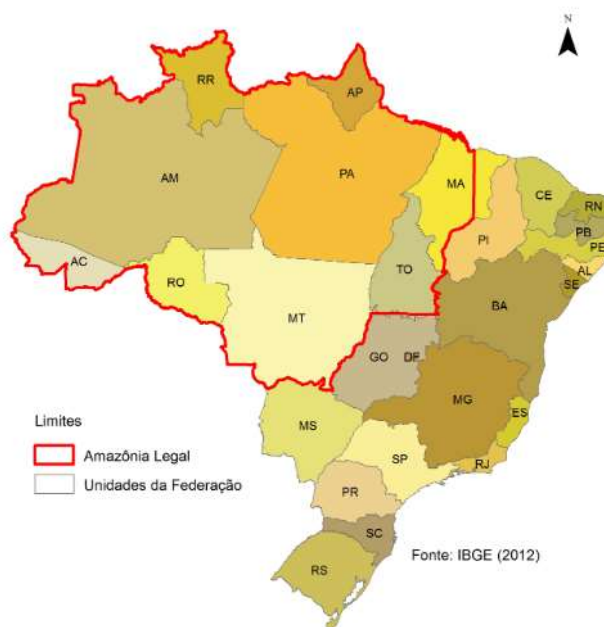 N
RR
AP
AM
PA
MA
CE
RN
PB
PE
PI
AL
SE
AC
RO
TO
BA
MT
GO
DF
MG
ES
MS
SP
RJ
PR
SC
RS
Limites
Amazônia Legal
Unidades da Federação
Fonte: IBGE (2012)